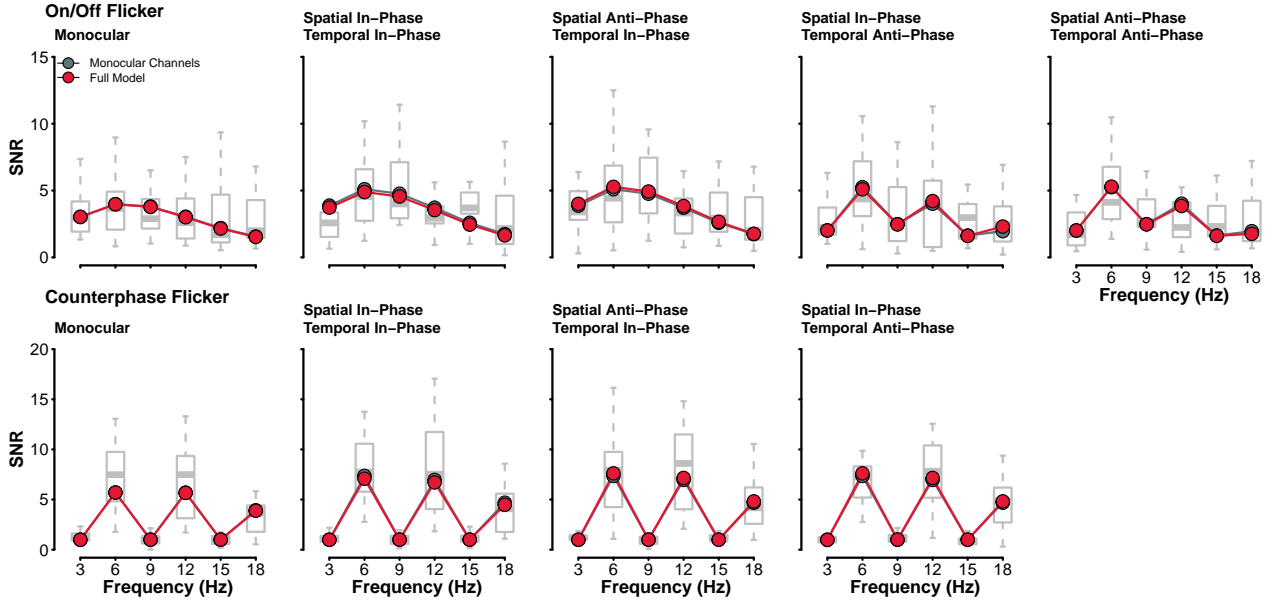 On/Off Flicker
Monocular
Spatial In−Phase
Temporal In−Phase
Spatial Anti−Phase
Temporal In−Phase
Spatial In−Phase
Temporal Anti−Phase
Spatial Anti−Phase
Temporal Anti−Phase
15
10
5
0
SNR
Monocular Channels
Full Model
3 6 9 12 15 18
Frequency (Hz)
Counterphase Flicker
Monocular
Spatial In−Phase
Temporal In−Phase
Spatial Anti−Phase
Temporal In−Phase
Spatial In−Phase
Temporal Anti−Phase
20
15
10
5
0
SNR
3 6 9 12 15 18
Frequency (Hz)
3 6 9 12 15 18
Frequency (Hz)
3 6 9 12 15 18
Frequency (Hz)
3 6 9 12 15 18
Frequency (Hz)